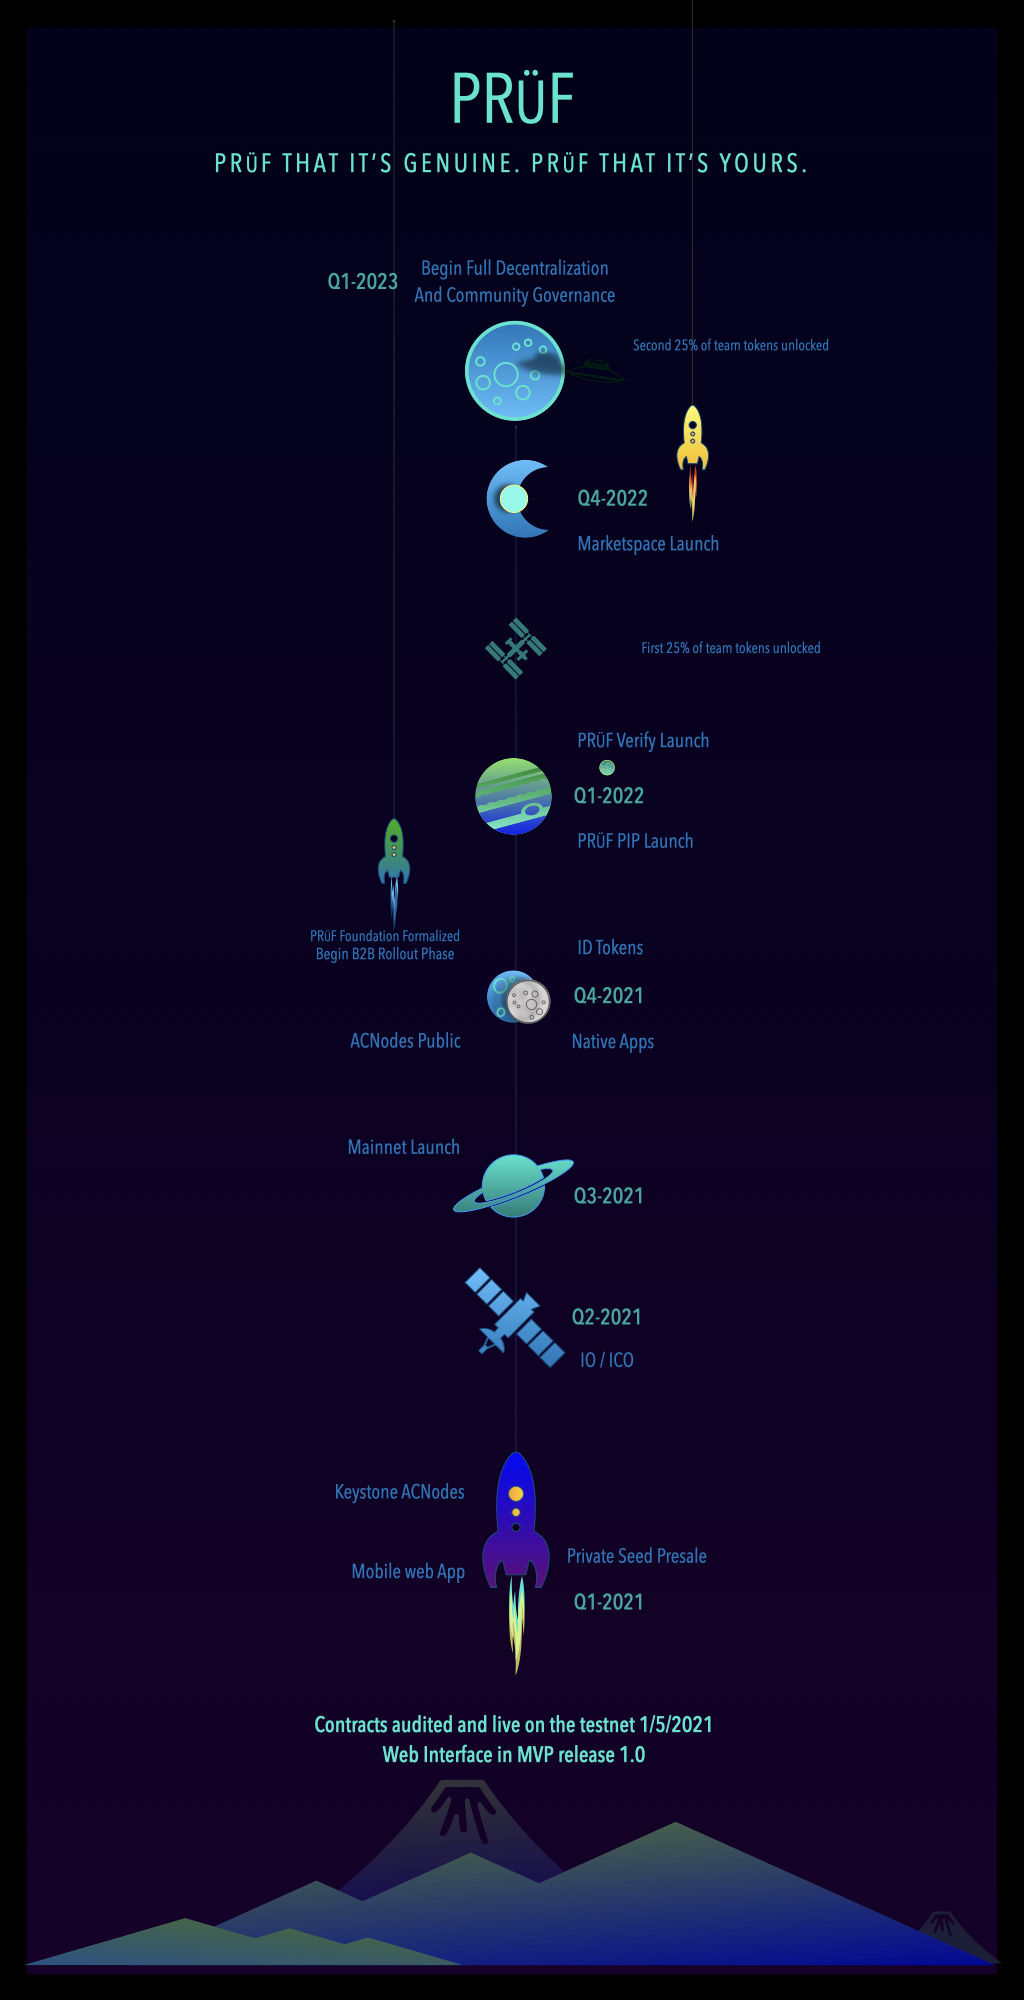 PRÜF
PRÜF THAT IT'S GENUINE. PRÜF THAT IT'S YOURS.
Begin Full Decentralization
Q1-2023
And Community Governance
Second 25% of team tokens unlocked
Q4-2022
Marketspace Launch
First 25% of team tokens unlocked
PRÜF Verify Launch
Q1-2022
PRÜF PIP Launch
PRÜF Foundation Formalized
Begin B2B Rollout Phase
ID Tokens
Q4-2021
ACNodes Public
Native Apps
Mainnet Launch
Q3-2021
Q2-2021
IO / ICO
Keystone ACNodes
Private Seed Presale
Mobile web App
Q1-2021
Contracts audited and live on the testnet 1/5/2021
Web Interface in MVP release 1.0